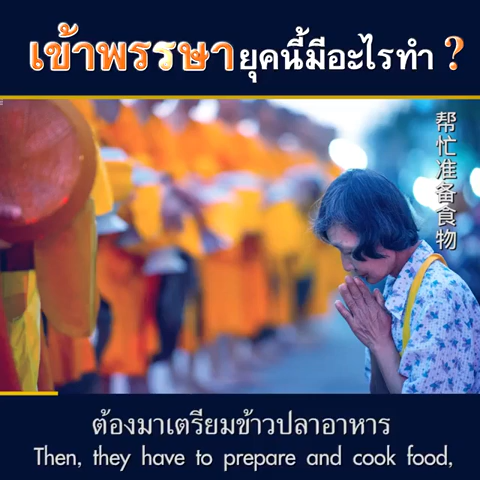 เข้าพรรษายุคนี้มีอะไรทำ ?
帮忙准备食物
ต้องมาเตรียมข้าวปลาอาหาร
Then, they have to prepare and cook food,